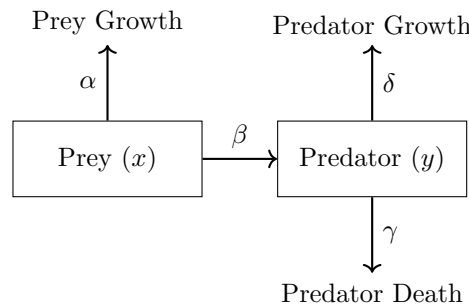 Prey Growth
Predator Growth
α
δ
Prey (x)
β
Predator (y)
γ
Predator Death